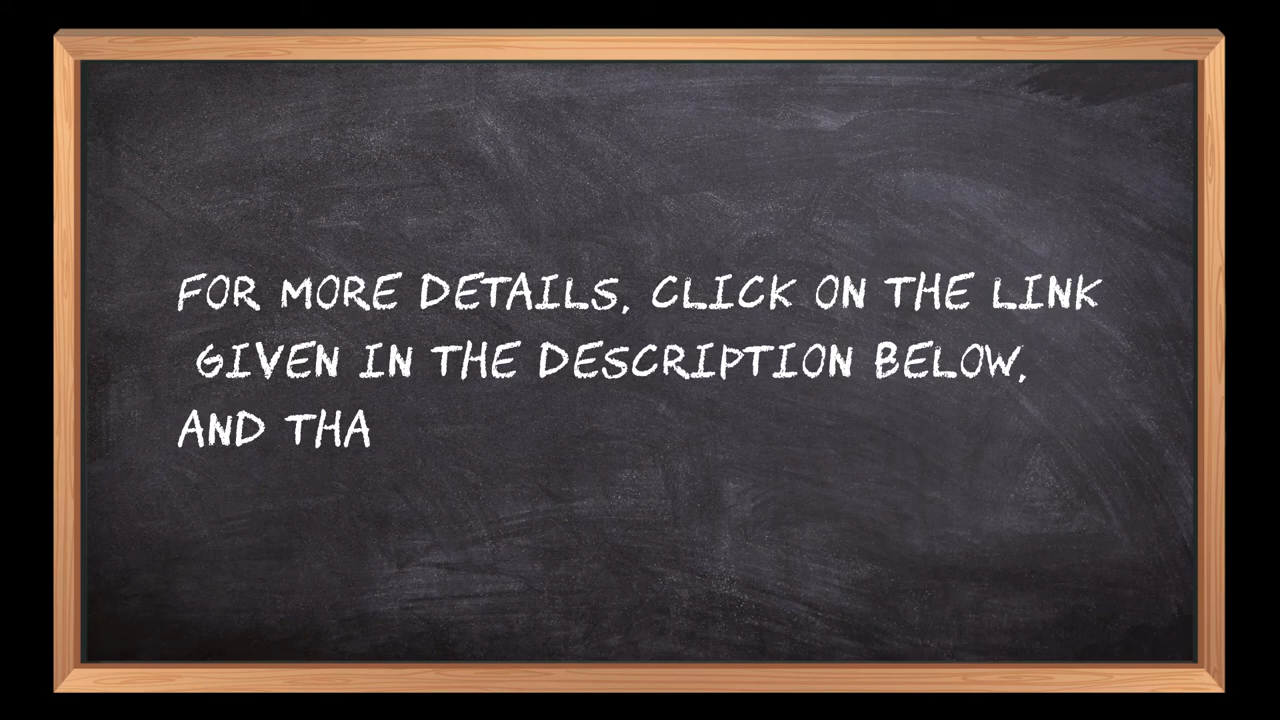 FOR MORE DETAILS, CLICK ON THE LINK
GIVEN IN THE DESCRIPTION BELOW,
AND THA